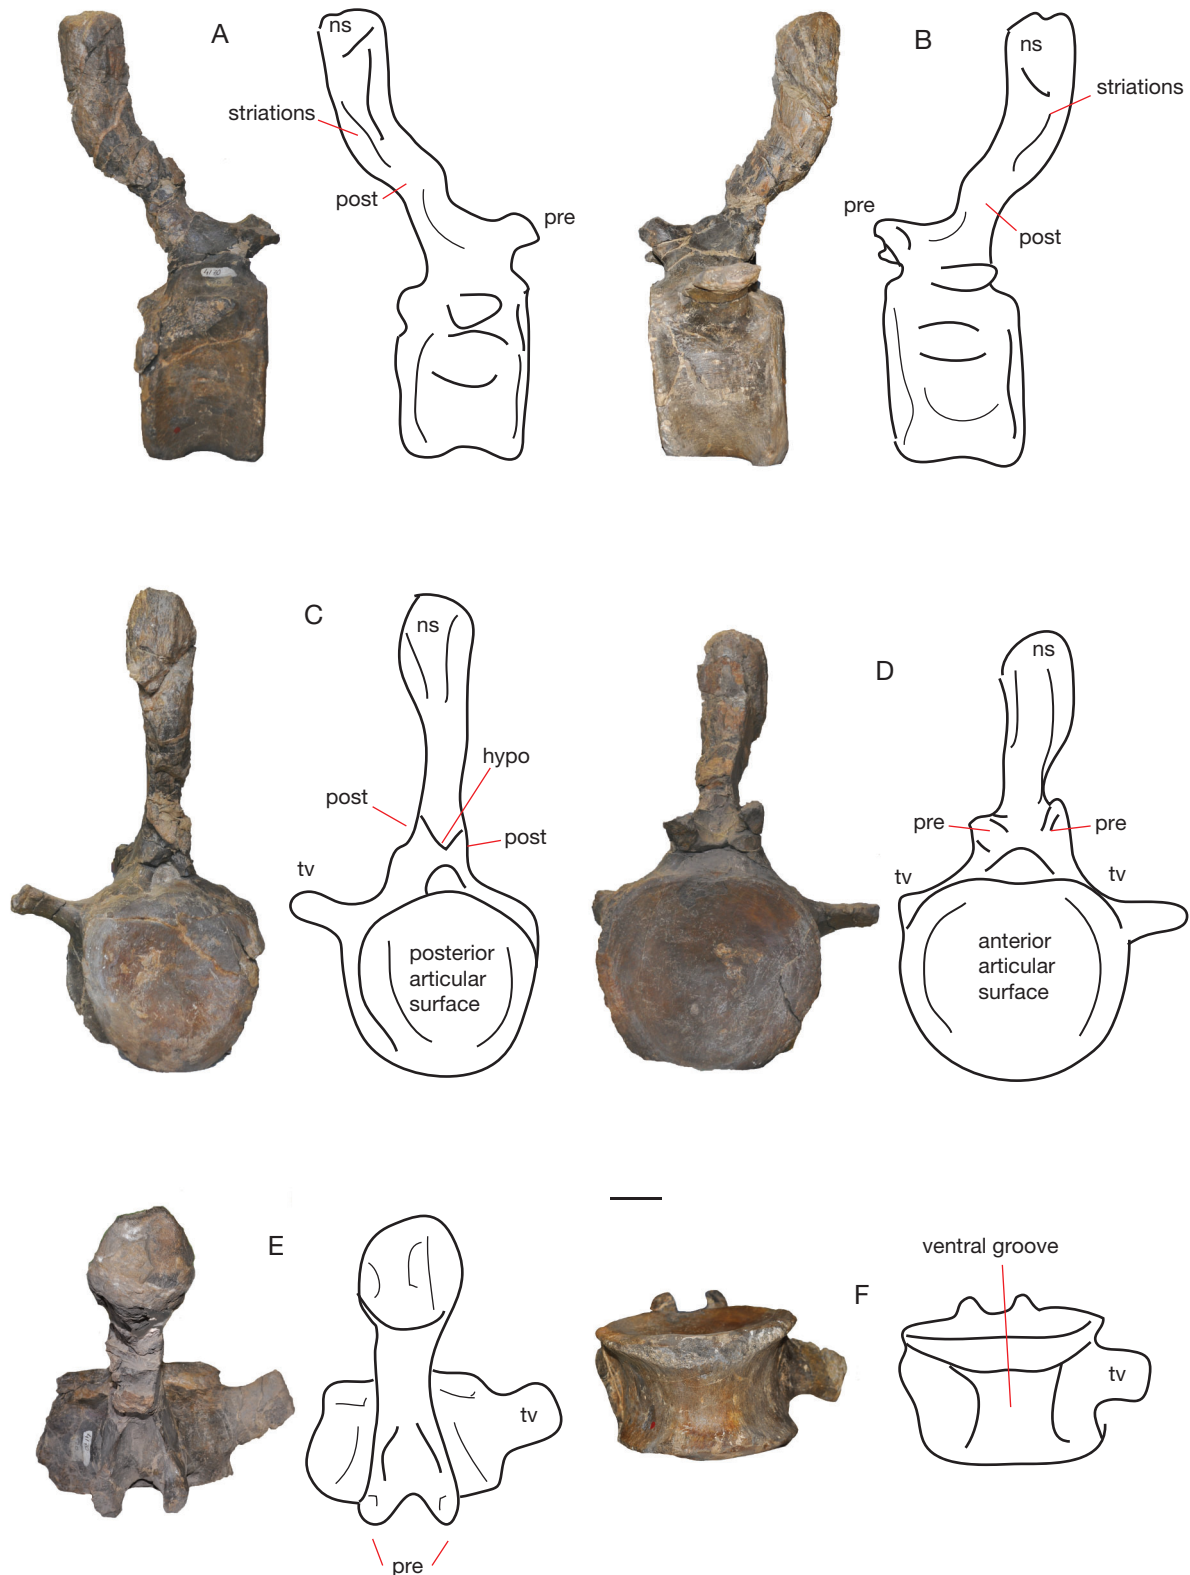 A
ns
striations
post
pre
B
ns
striations
pre
post
C
ns
hypo
post
post
tv
posterior
articular
surface
D
ns
pre
pre
tv
tv
anterior
articular
surface
E
tv
pre
ventral groove
F
tv